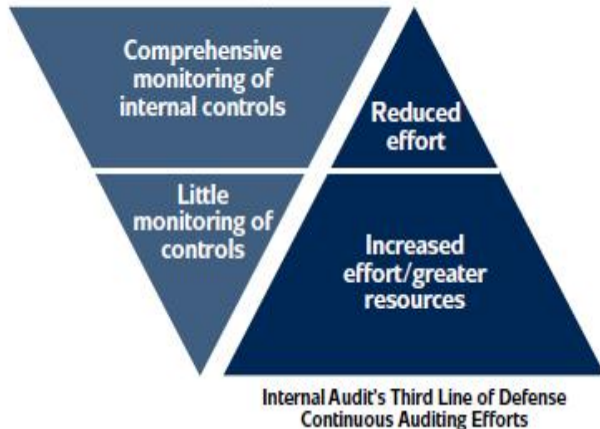 Comprehensive
monitoring of
internal controls
Reduced
effort
Little
monitoring of
controls
Increased
effort/greater
resources
Internal Audit's Third Line of Defense
Continuous Auditing Efforts